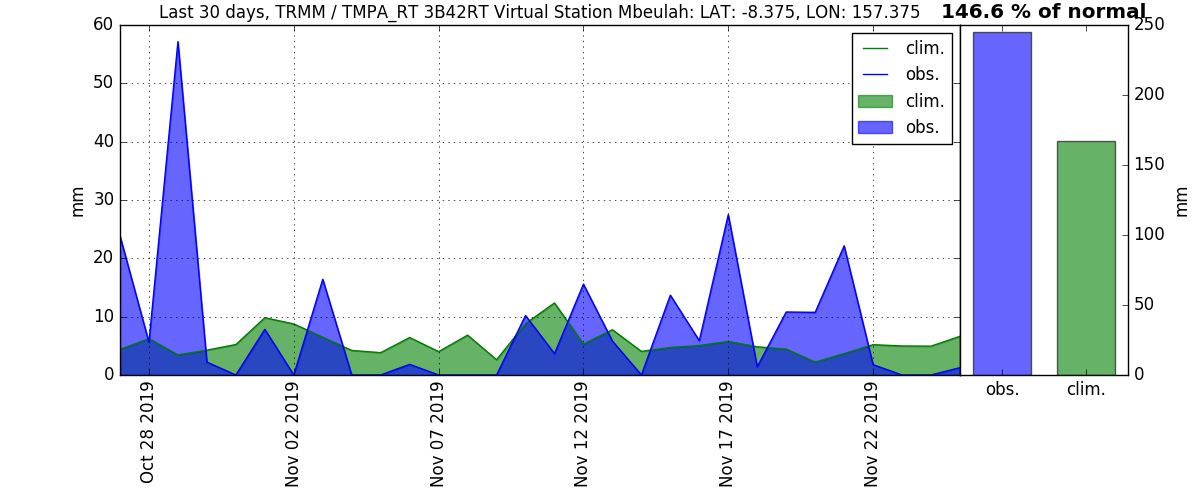 Last 30 days, TRMM / TMPA_RT 3B42RT Virtual Station Mbeulah: LAT: -8.375, LON: 157.375
146.6 % of normal
60
50
40
30
20
10
0
mm
clim.
obs.
clim.
obs.
250
200
150
100
50
0
mm
Oct 28 2019
Nov 02 2019
Nov 07 2019
Nov 12 2019
Nov 17 2019
Nov 22 2019
obs.
clim.